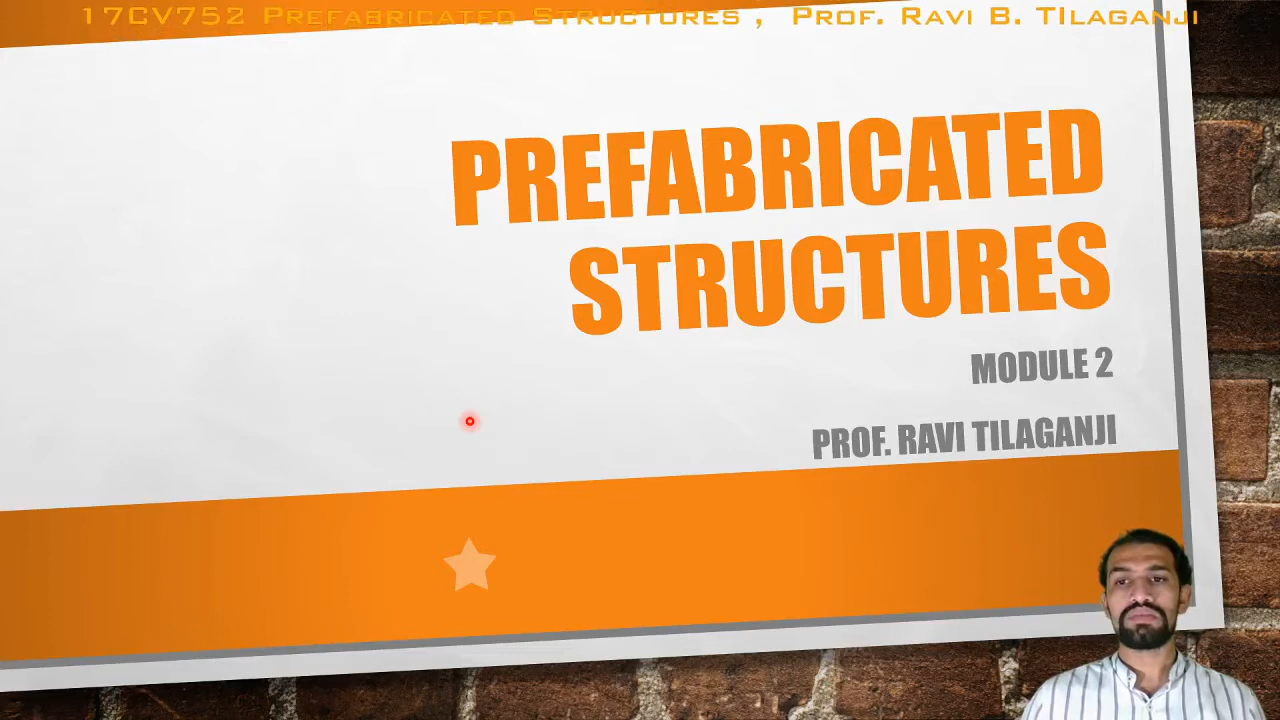 17CV752 Prefabricated Structures , Prof. Ravi B. TIlaganji
PREFABRICATED
STRUCTURES
MODULE 2
PROF. RAVI TILAGANJI